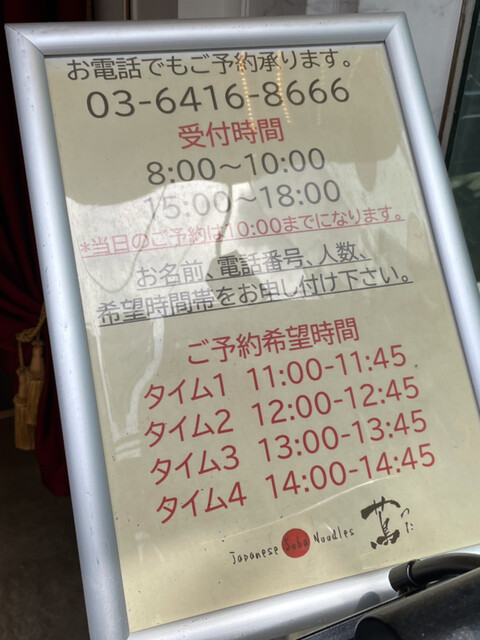 お電話でもご予約承ります。
03-6416-8666
受付時間
8:00～10:00
15:00～18:00
*当日のご予約は10:00までになります。
お名前、電話番号、人数、
希望時間帯をお申し付け下さい。
ご予約希望時間
タイム1 11:00-11:45
タイム2 12:00-12:45
タイム3 13:00-13:45
タイム4 14:00-14:45
Japanese Soba Noodles 蔦 つた